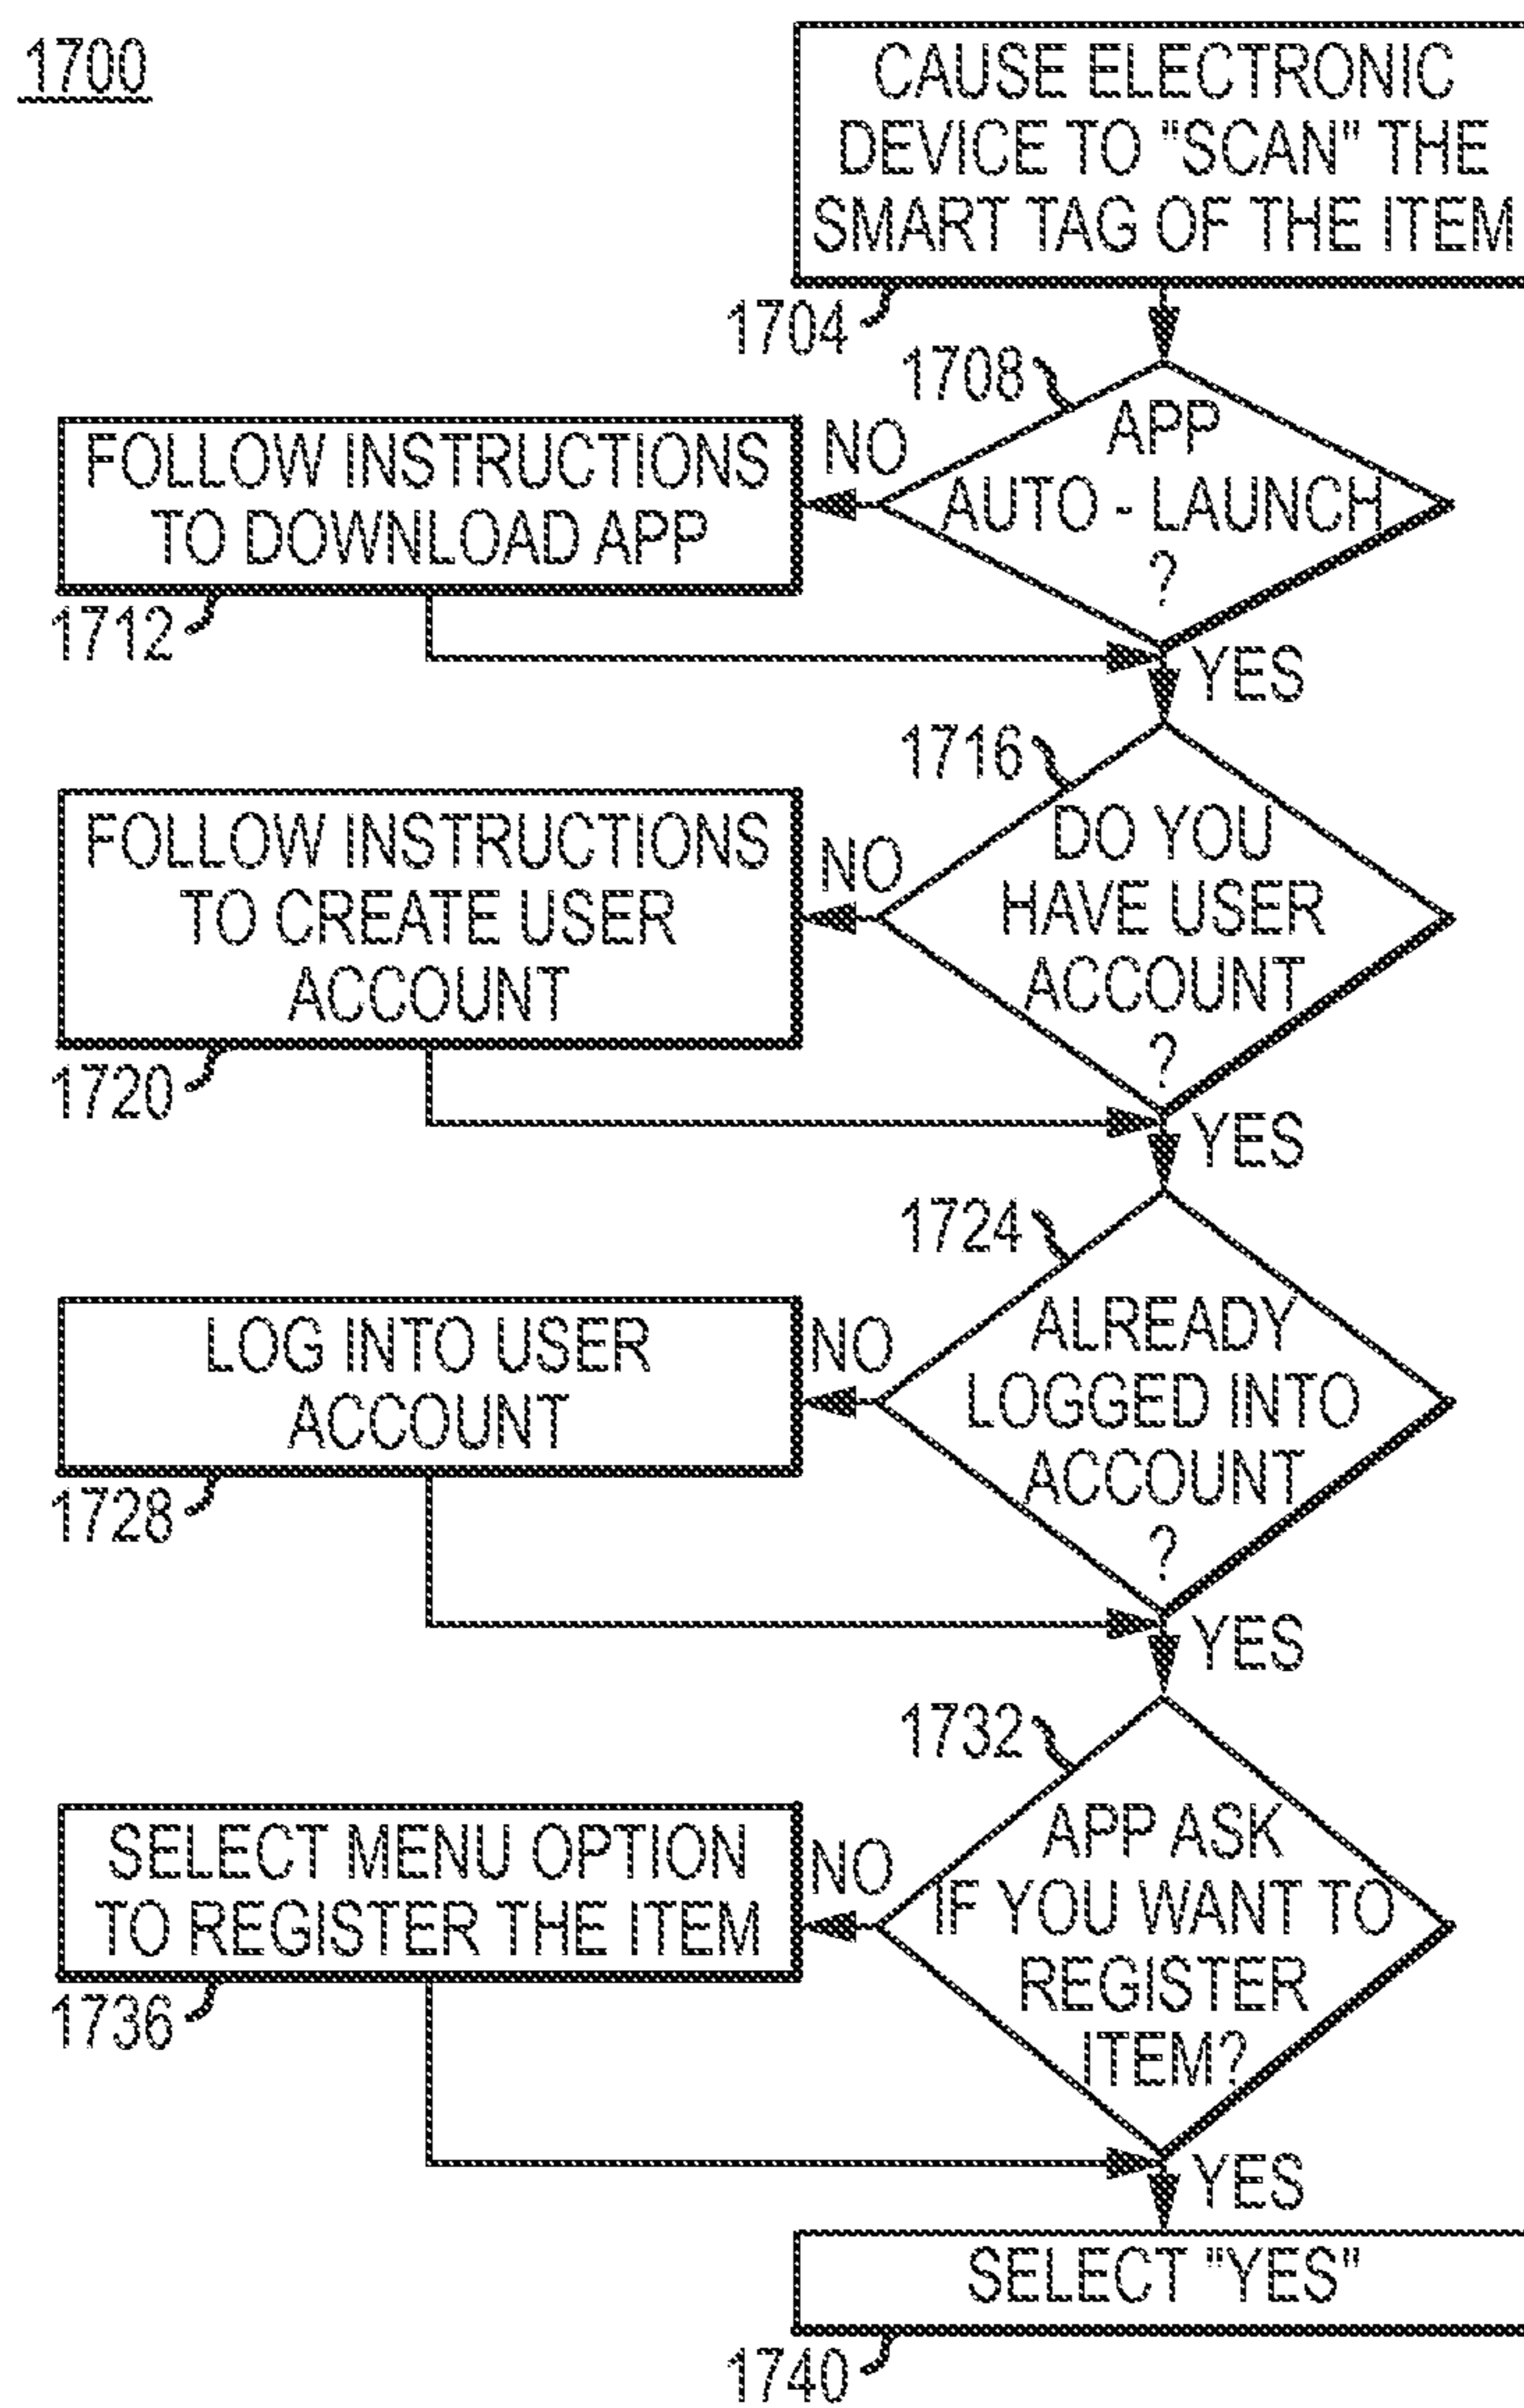 1700
CAUSE ELECTRONIC
DEVICE TO "SCAN" THE
SMART TAG OF THE ITEM
1704
1708
APP
AUTO - LAUNCH
?
NO
FOLLOW INSTRUCTIONS
TO DOWNLOAD APP
1712
YES
1716
DO YOU
HAVE USER
ACCOUNT
?
NO
FOLLOW INSTRUCTIONS
TO CREATE USER
ACCOUNT
1720
YES
1724
ALREADY
LOGGED INTO
ACCOUNT
?
NO
LOG INTO USER
ACCOUNT
1728
YES
1732
APP ASK
IF YOU WANT TO
REGISTER
ITEM?
NO
SELECT MENU OPTION
TO REGISTER THE ITEM
1736
YES
SELECT "YES"
1740